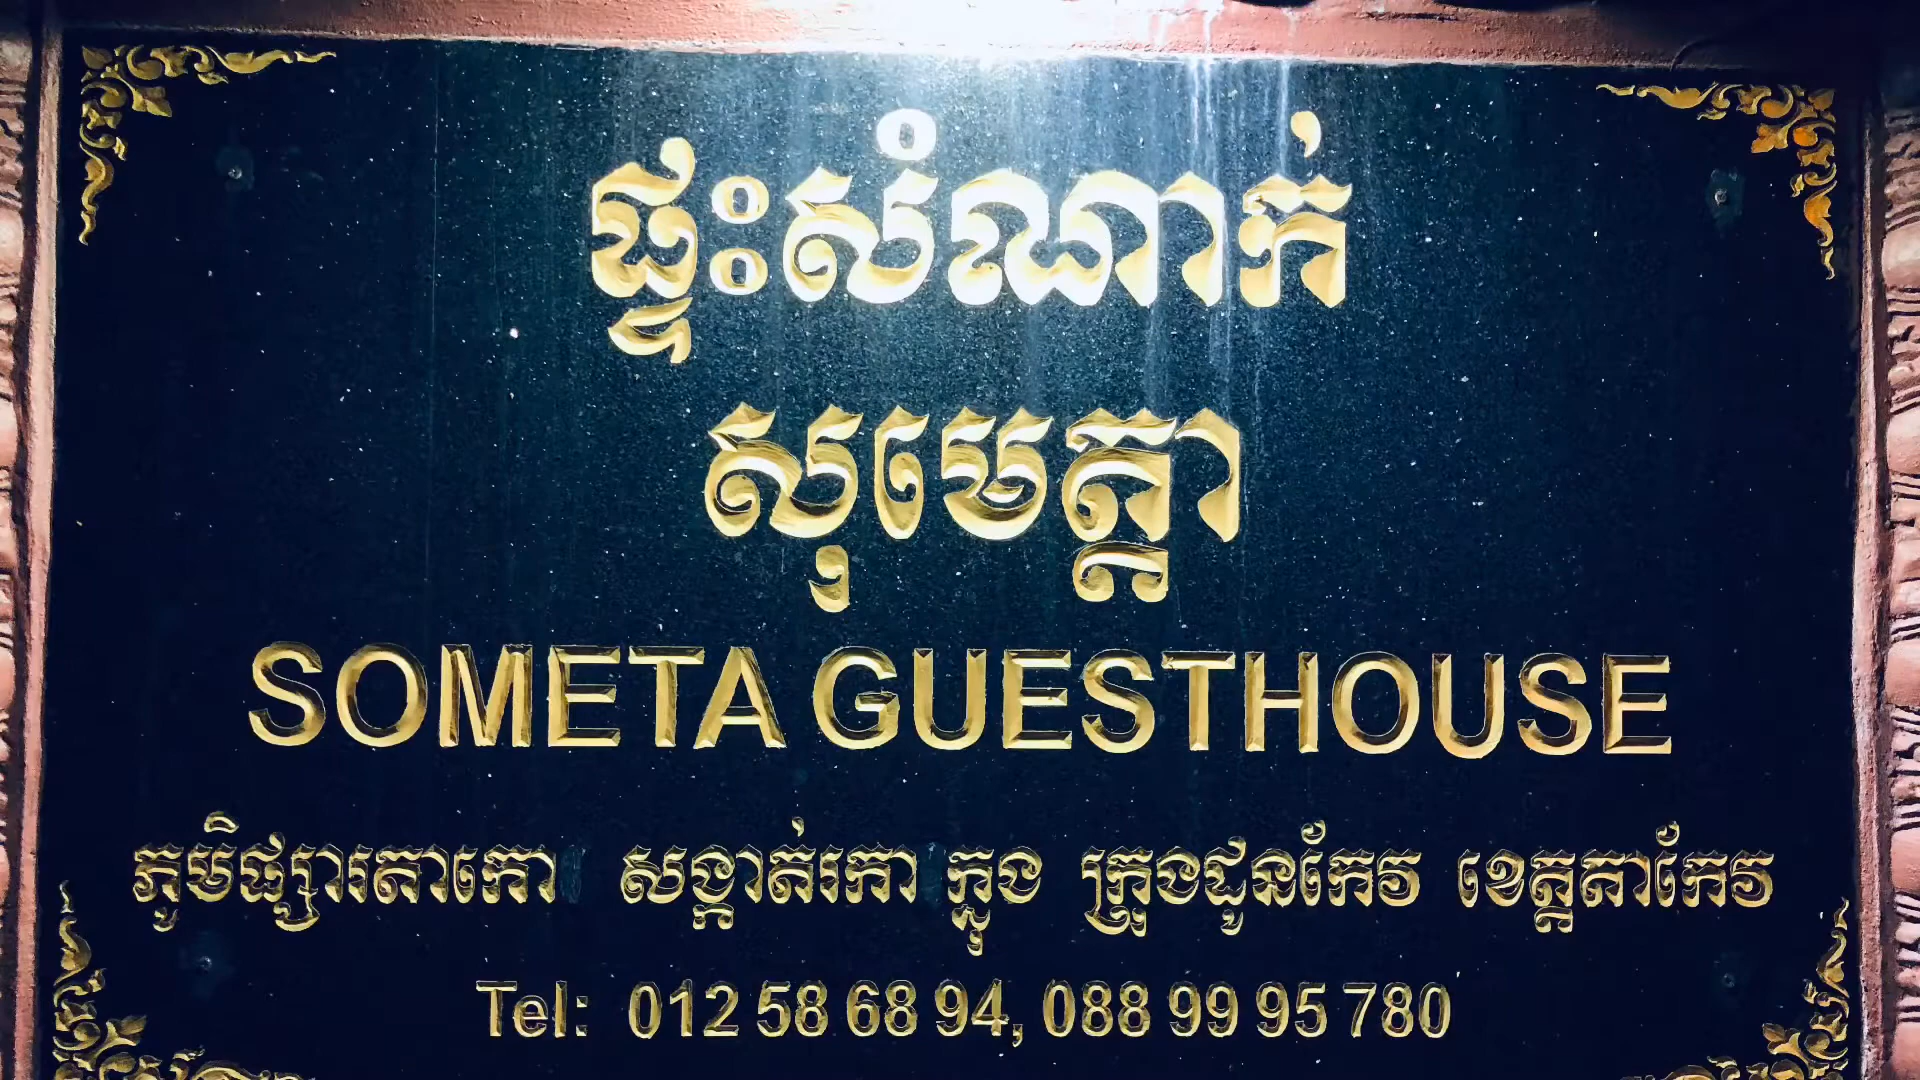 ផ្ទះសំណាក់
សុមេត្តា
SOMETA GUESTHOUSE
ភូមិផ្សារតាកោ សង្កាត់រកា ក្នុង ក្រុងដូនកែវ ខេត្តតាកែវ
Tel: 012 58 68 94, 088 99 95 780